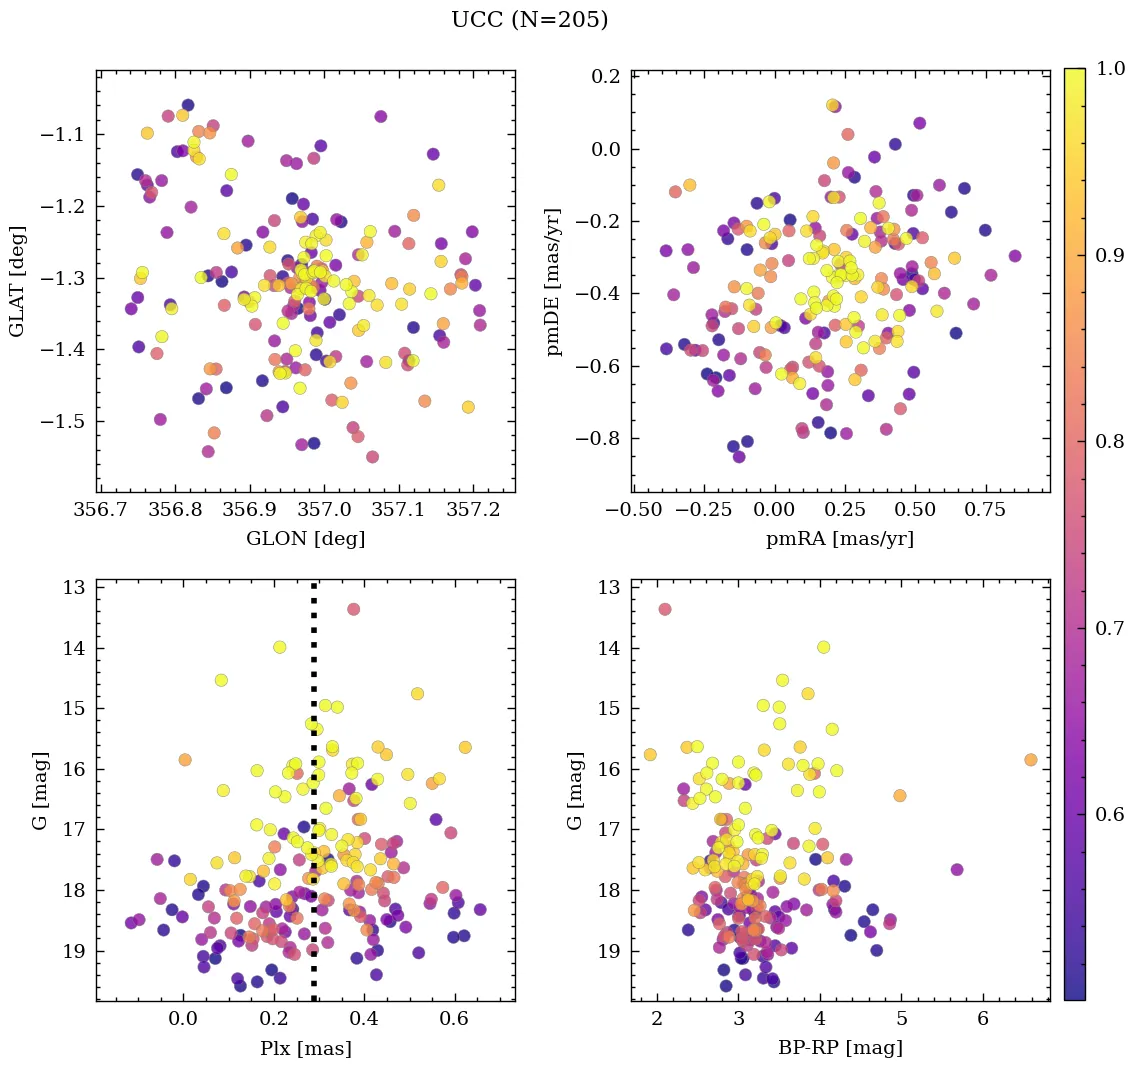 UCC (N=205)
−1.1
−1.2
−1.3
−1.4
−1.5
GLAT [deg]
356.7 356.8 356.9 357.0 357.1 357.2
GLON [deg]
0.2
0.0
−0.2
−0.4
−0.6
−0.8
pmDE [mas/yr]
−0.50 −0.25 0.00 0.25 0.50 0.75
pmRA [mas/yr]
1.0
0.9
0.8
0.7
0.6
13
14
15
16
17
18
19
G [mag]
0.0 0.2 0.4 0.6
Plx [mas]
13
14
15
16
17
18
19
G [mag]
2 3 4 5 6
BP-RP [mag]